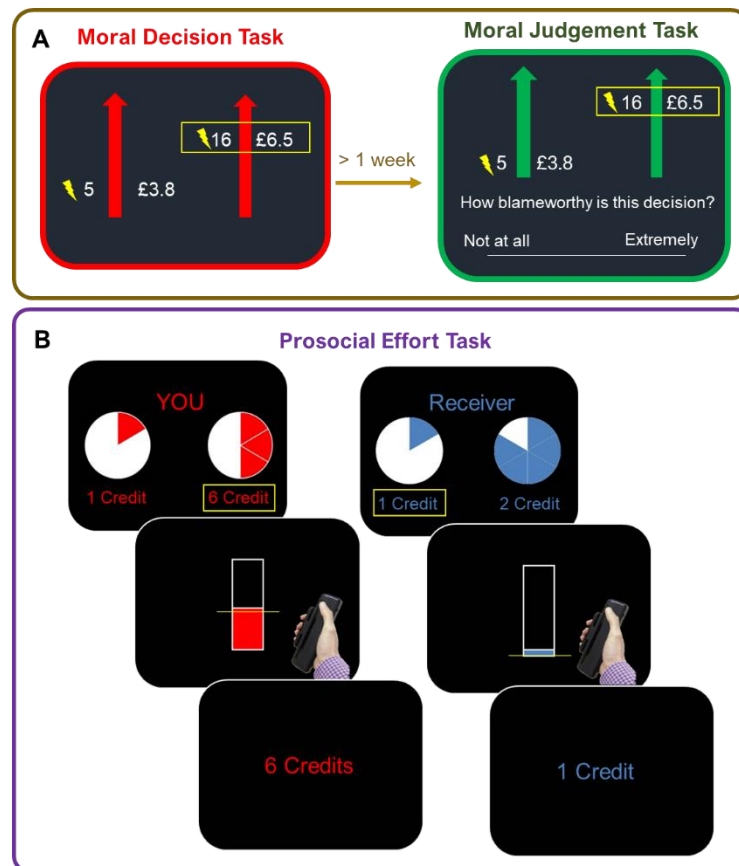 A
Moral Decision Task
16 £6.5
5 £3.8
> 1 week
Moral Judgement Task
16 £6.5
5 £3.8
How blameworthy is this decision?
Not at all Extremely
B
Prosocial Effort Task
YOU
1 Credit 6 Credit
Receiver
1 Credit 2 Credit
6 Credits
1 Credit